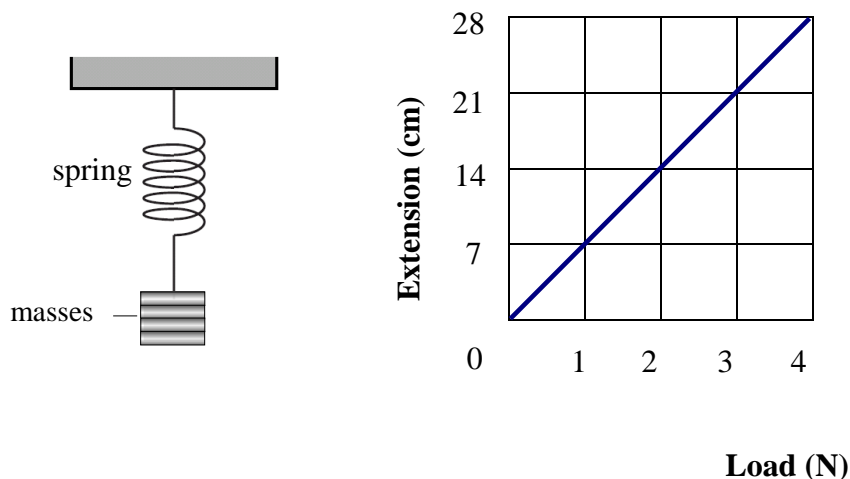 spring
masses
Extension (cm)
28
21
14
7
0
1 2 3 4
Load (N)